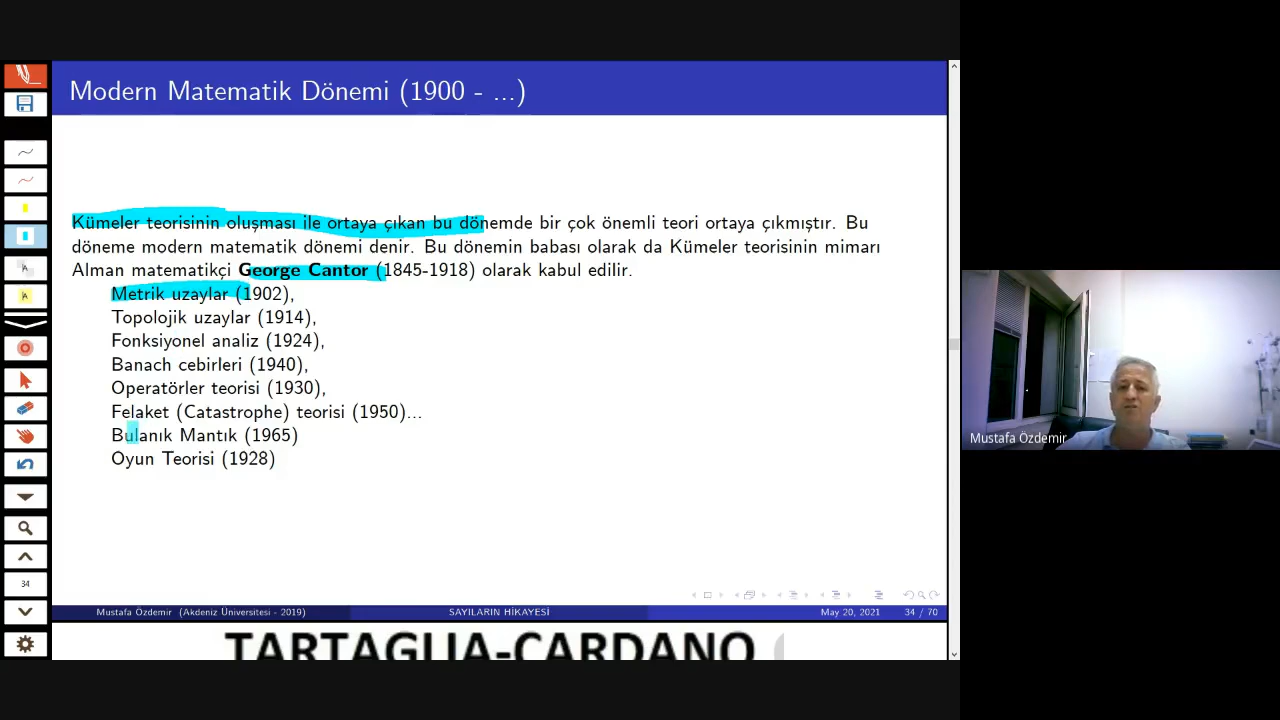 Modern Matematik Dönemi (1900 - ...)
Kümeler teorisinin oluşması ile ortaya çıkan bu dönemde bir çok önemli teori ortaya çıkmıştır. Bu
döneme modern matematik dönemi denir. Bu dönemin babası olarak da Kümeler teorisinin mimarı
Alman matematikçi George Cantor (1845-1918) olarak kabul edilir.
Metrik uzaylar (1902),
Topolojik uzaylar (1914),
Fonksiyonel analiz (1924),
Banach cebirleri (1940),
Operatörler teorisi (1930),
Felaket (Catastrophe) teorisi (1950)...
Bulanık Mantık (1965)
Oyun Teorisi (1928)
Mustafa Özdemir (Akdeniz Üniversitesi - 2019) SAYILARIN HİKAYESİ May 20, 2021 34 / 70
TARTAGLIA-CARDANO
34
A
A
Mustafa Özdemir